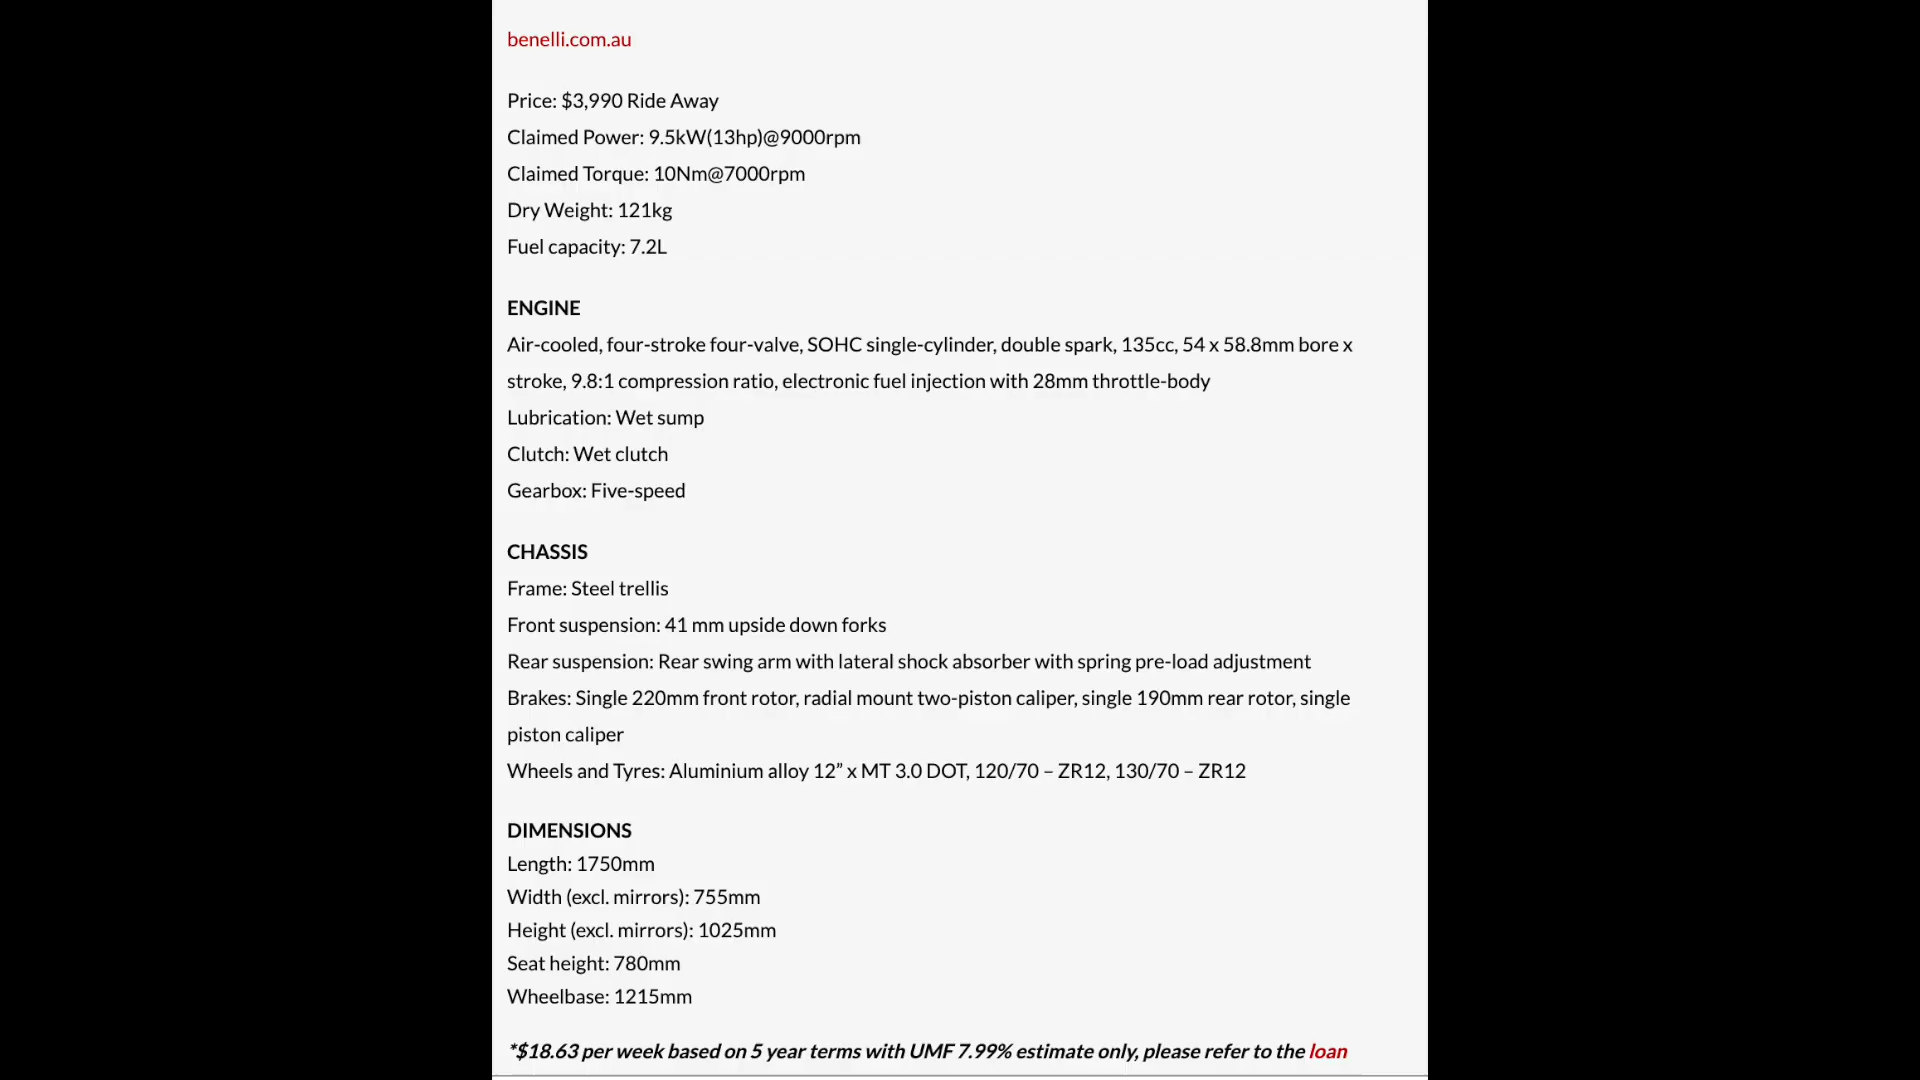 benelli.com.au
Price: $3,990 Ride Away
Claimed Power: 9.5kW(13hp)@9000rpm
Claimed Torque: 10Nm@7000rpm
Dry Weight: 121kg
Fuel capacity: 7.2L
ENGINE
Air-cooled, four-stroke four-valve, SOHC single-cylinder, double spark, 135cc, 54 x 58.8mm bore x
stroke, 9.8:1 compression ratio, electronic fuel injection with 28mm throttle-body
Lubrication: Wet sump
Clutch: Wet clutch
Gearbox: Five-speed
CHASSIS
Frame: Steel trellis
Front suspension: 41 mm upside down forks
Rear suspension: Rear swing arm with lateral shock absorber with spring pre-load adjustment
Brakes: Single 220mm front rotor, radial mount two-piston caliper, single 190mm rear rotor, single
piston caliper
Wheels and Tyres: Aluminium alloy 12” x MT 3.0 DOT, 120/70 – ZR12, 130/70 – ZR12
DIMENSIONS
Length: 1750mm
Width (excl. mirrors): 755mm
Height (excl. mirrors): 1025mm
Seat height: 780mm
Wheelbase: 1215mm
*$18.63 per week based on 5 year terms with UMF 7.99% estimate only, please refer to the loan